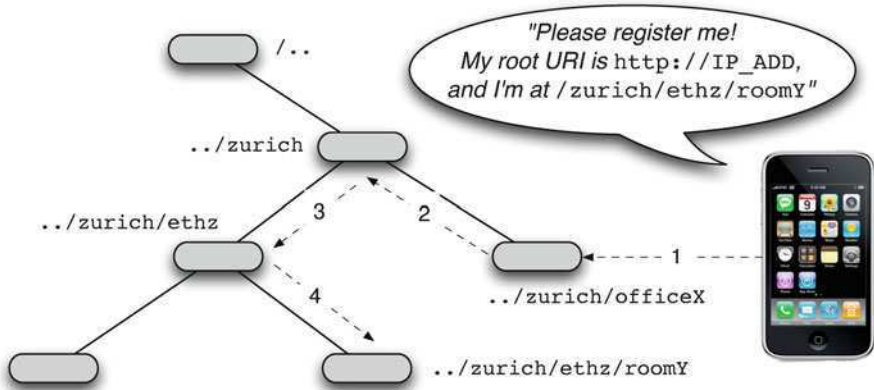 /..
"Please register me!
My root URI is http://IP_ADD,
and I'm at /zurich/ethz/roomY"
../zurich
3
2
../zurich/ethz
1
4
../zurich/officeX
../zurich/ethz/roomY